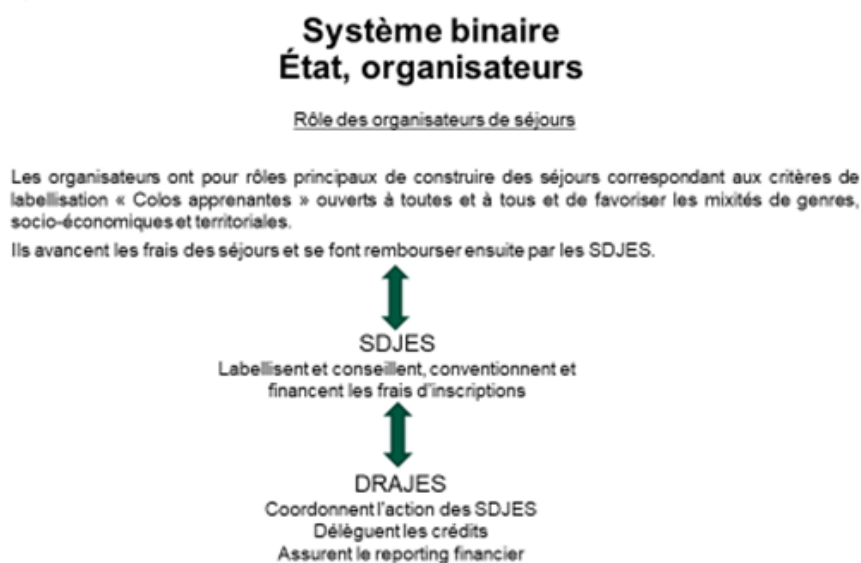 Système binaire
État, organisateurs
Rôle des organisateurs de séjours
Les organisateurs ont pour rôles principaux de construire des séjours correspondant aux critères de
labellisation « Colos apprenantes » ouverts à toutes et à tous et de favoriser les mixités de genres,
socio-économiques et territoriales.
Ils avancent les frais des séjours et se font rembourser ensuite par les SDJES.
SDJES
Labellisent et conseillent, conventionnent et
financent les frais d'inscriptions
DRAJES
Coordonnent l'action des SDJES
Délèguent les crédits
Assurent le reporting financier